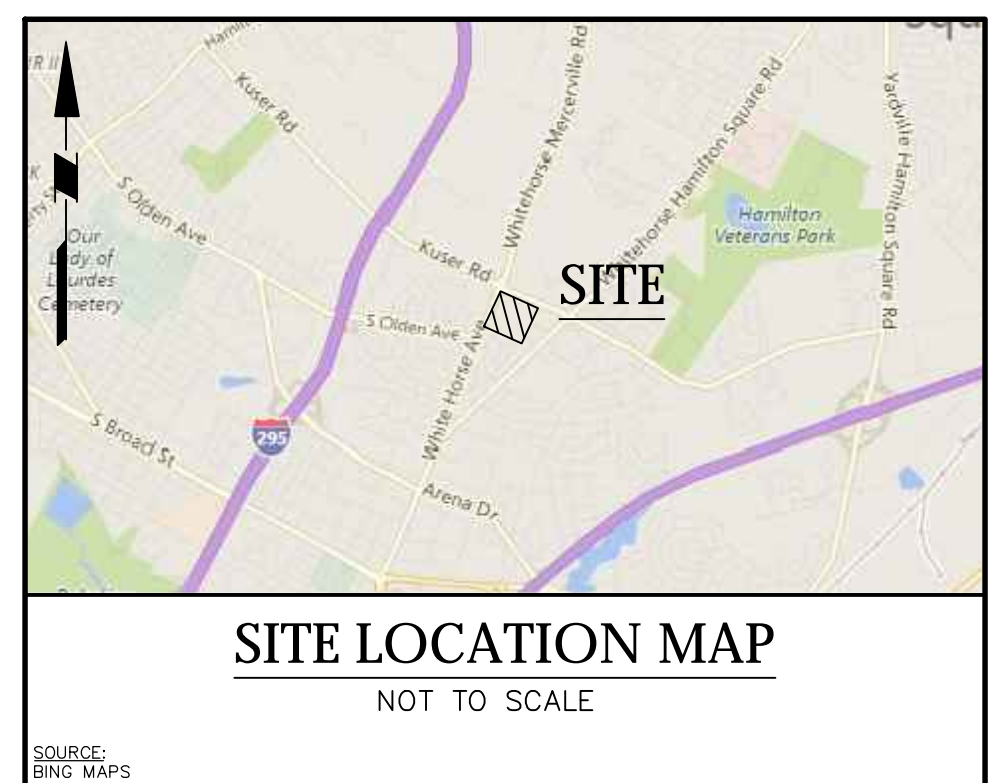 Kuser Rd
Whitehorse Mercerville Rd
Whitehorse Hamilton Square Rd
Yardville Hamilton Square Rd
S Olden Ave
Hamilton
Veterans Park
Our
Lady of
Lourdes
Cemetery
Kuser Rd
SITE
S Olden Ave
White Horse Ave
295
S Broad St
Arena Dr
SITE LOCATION MAP
NOT TO SCALE
SOURCE:
BING MAPS